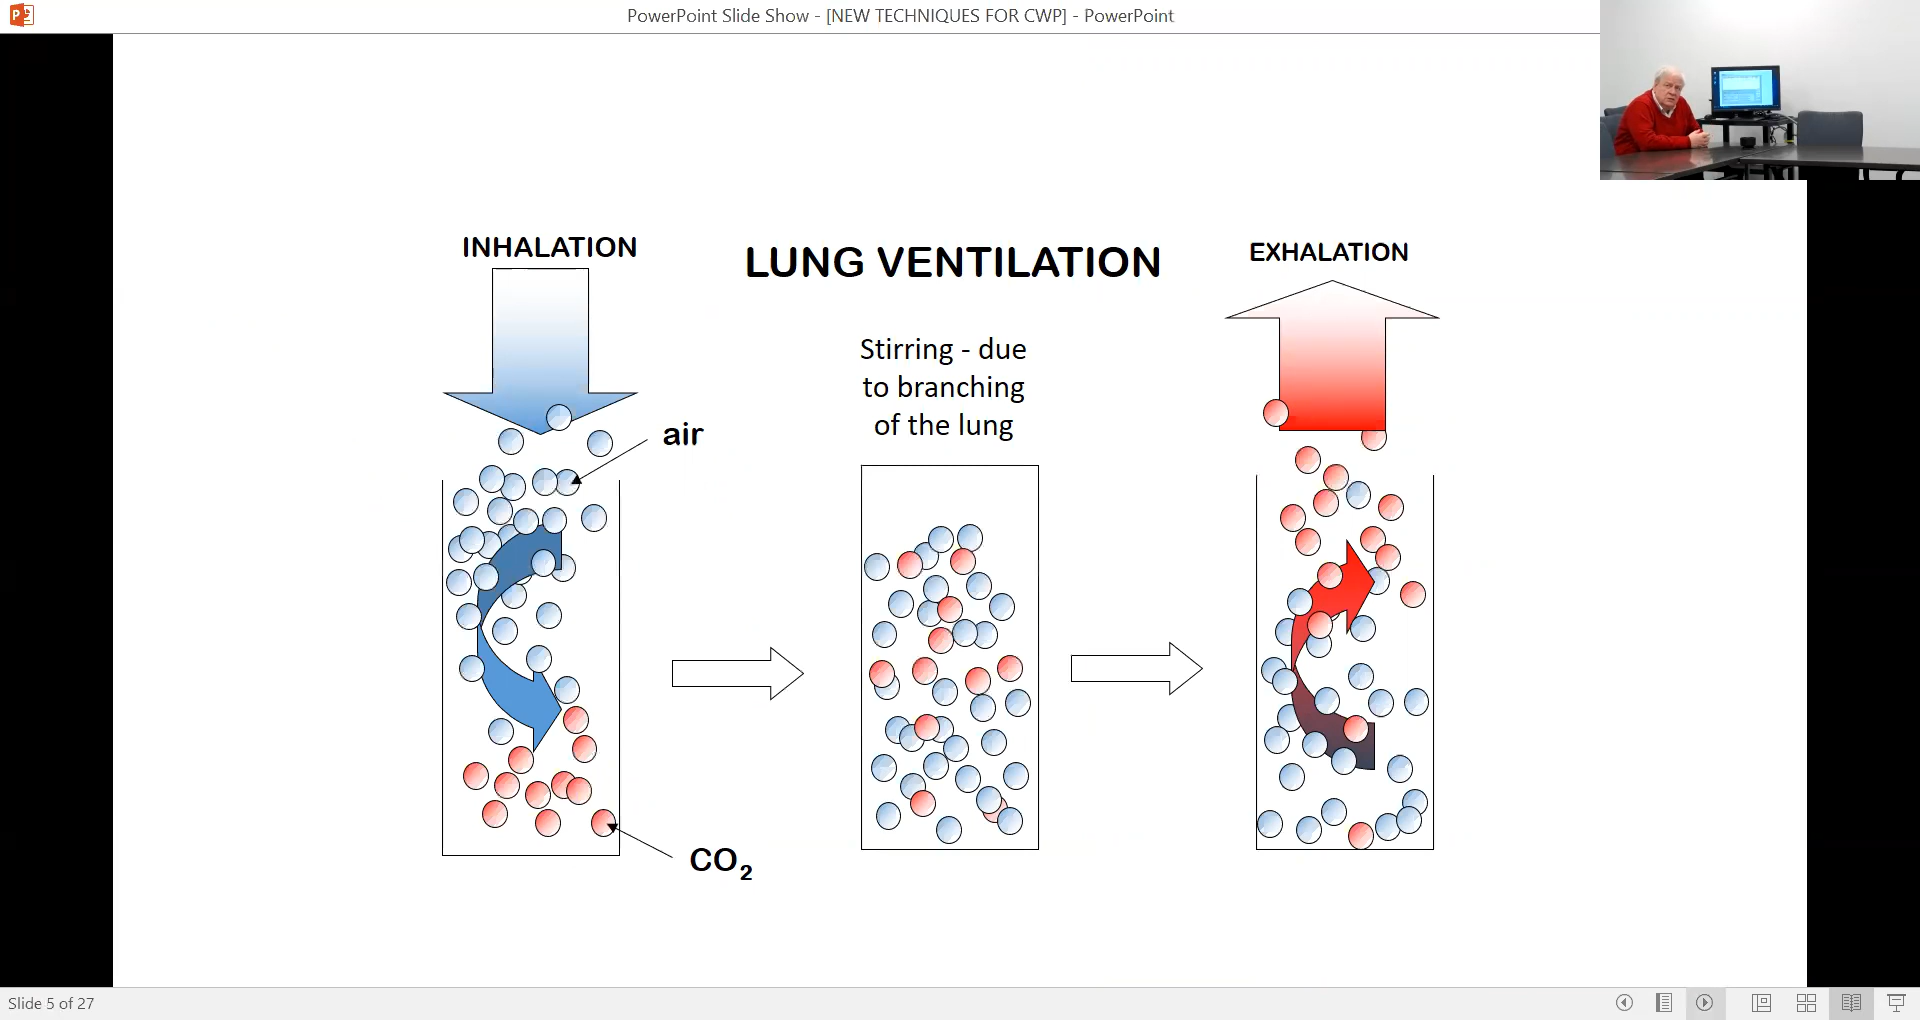 PowerPoint Slide Show - [NEW TECHNIQUES FOR CWP] - PowerPoint
INHALATION
LUNG VENTILATION
EXHALATION
Stirring - due
to branching
of the lung
air
CO₂
Slide 5 of 27